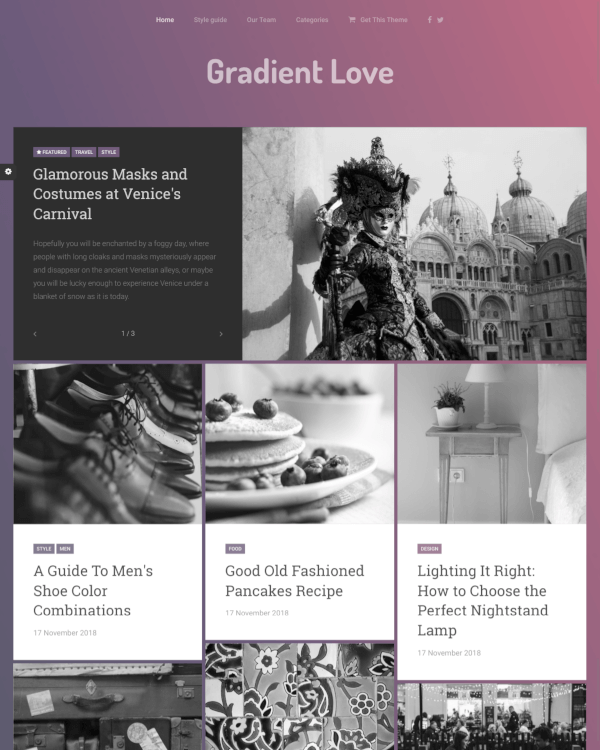 Home Style guide Our Team Categories Get This Theme
Gradient Love
FEATURED TRAVEL STYLE
Glamorous Masks and
Costumes at Venice's
Carnival
Hopefully you will be enchanted by a foggy day, where
people with long cloaks and masks mysteriously appear
and disappear on the ancient Venetian alleys, or maybe
you will be lucky enough to experience Venice under a
blanket of snow as it is today.
1 / 3
STYLE MEN
A Guide To Men's
Shoe Color
Combinations
17 November 2018
FOOD
Good Old Fashioned
Pancakes Recipe
17 November 2018
DESIGN
Lighting It Right:
How to Choose the
Perfect Nightstand
Lamp
17 November 2018